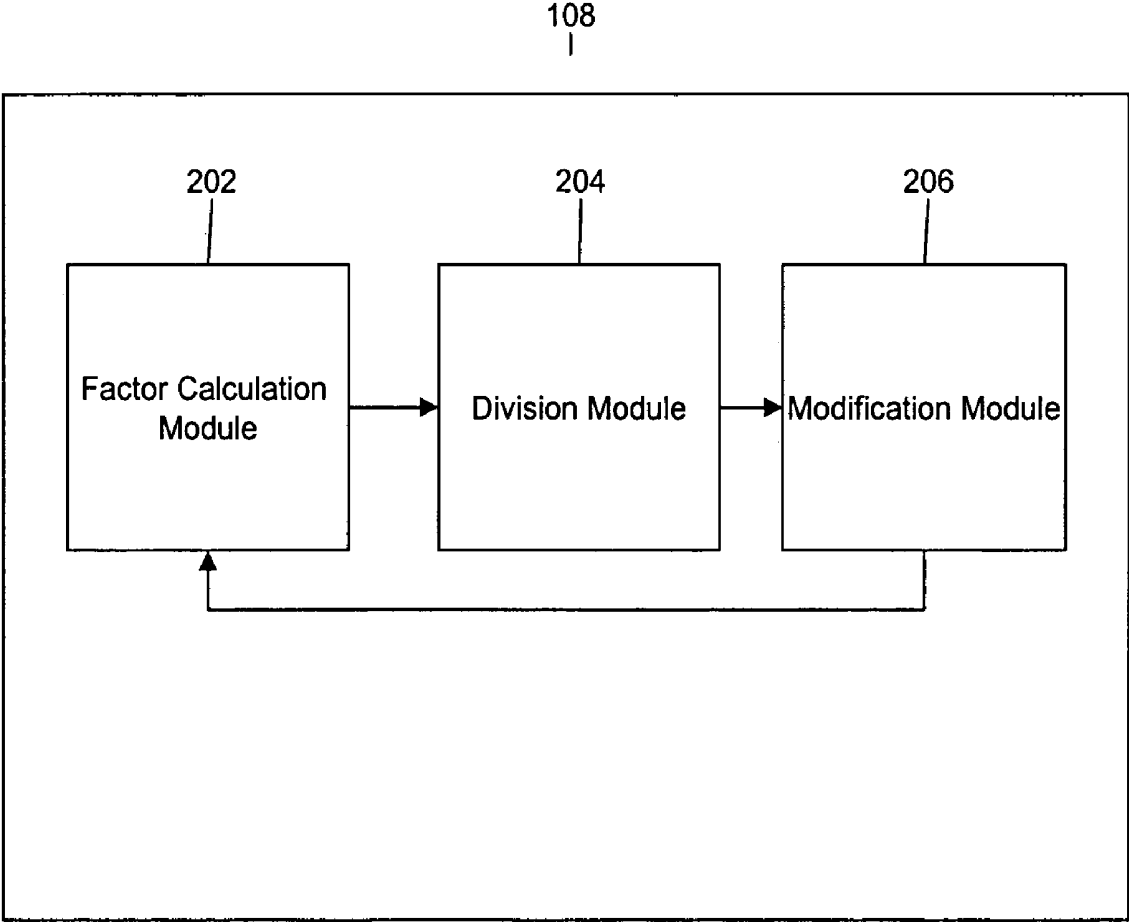 108
202
204
206
Factor Calculation
Module
Division Module
Modification Module